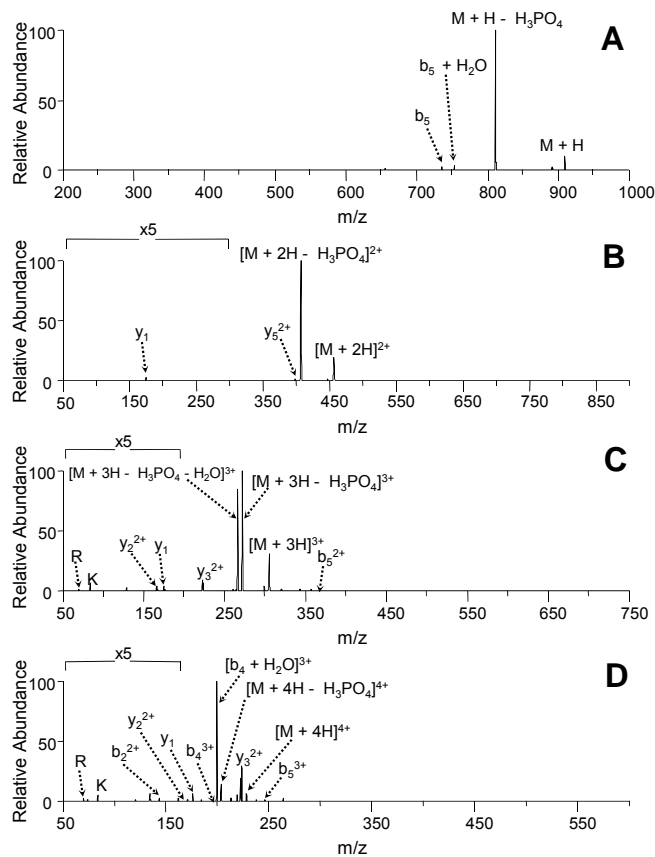 M + H - H₃PO₄
A
100
b₅ + H₂O
50
b₅
M + H
0
Relative Abundance
200 300 400 500 600 700 800 900 1000
m/z
x5
B
[M + 2H - H₃PO₄]²⁺
100
50
y₁
y₅²⁺
[M + 2H]²⁺
0
Relative Abundance
50 150 250 350 450 550 650 750 850
m/z
x5
C
[M + 3H - H₃PO₄ - H₂O]³⁺
[M + 3H - H₃PO₄]³⁺
100
50
y₂²⁺
y₁
[M + 3H]³⁺
R
K
y₃²⁺
b₅²⁺
0
Relative Abundance
50 150 250 350 450 550 650 750
m/z
x5
D
[b₄ + H₂O]³⁺
[M + 4H - H₃PO₄]⁴⁺
100
50
y₂²⁺
b₂²⁺
y₁
b₄³⁺
[M + 4H]⁴⁺
R
K
y₃²⁺
b₅³⁺
0
Relative Abundance
50 150 250 350 450 550
m/z